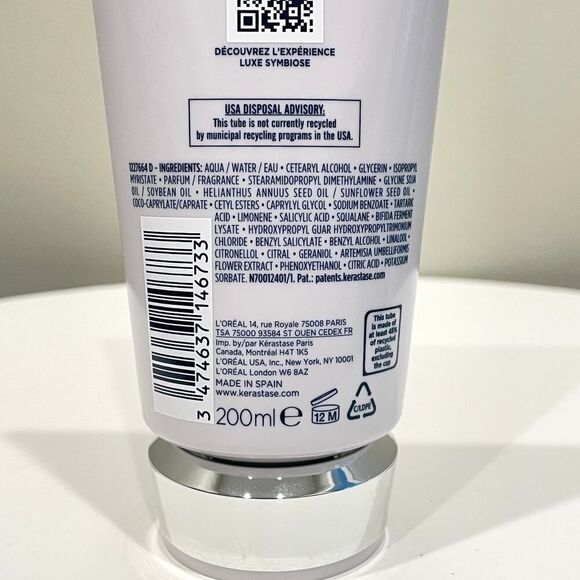 DÉCOUVREZ L'EXPÉRIENCE
LUXE SYMBIOSE
USA DISPOSAL ADVISORY:
This tube is not currently recycled
by municipal recycling programs in the USA.
1227664 D - INGREDIENTS: AQUA / WATER / EAU • CETEARYL ALCOHOL • GLYCERIN • ISOPROPYL
MYRISTATE • PARFUM / FRAGRANCE • STEARAMIDOPROPYL DIMETHYLAMINE • GLYCINE SOJA
OIL / SOYBEAN OIL • HELIANTHUS ANNUUS SEED OIL / SUNFLOWER SEED OIL •
COCO-CAPRYLATE/CAPRATE • CETYL ESTERS • CAPRYLYL GLYCOL • SODIUM BENZOATE • TARTARIC
ACID • LIMONENE • SALICYLIC ACID • SQUALANE • BIFIDA FERMENT
LYSATE • HYDROXYPROPYL GUAR HYDROXYPROPYLTRIMONIUM
CHLORIDE • BENZYL SALICYLATE • BENZYL ALCOHOL • LINALOOL •
CITRONELLOL • CITRAL • GERANIOL • ARTEMISIA UMBELLIFORMIS
FLOWER EXTRACT • PHENOXYETHANOL • CITRIC ACID • POTASSIUM
SORBATE. N70012401/1. Pat.: patents.kerastase.com
3 474637 146733
L'ORÉAL 14, rue Royale 75008 PARIS
TSA 75000 93584 ST OUEN CEDEX FR
Imp. by/par Kérastase Paris
Canada, Montréal H4T 1K5
L'ORÉAL USA, Inc., New York, NY 10001
L'ORÉAL London W6 8AZ
MADE IN SPAIN
www.kerastase.com
This tube
is made of
at least 46%
of recycled
plastic,
excluding
the cap
200ml e
12 M
C/LDPE